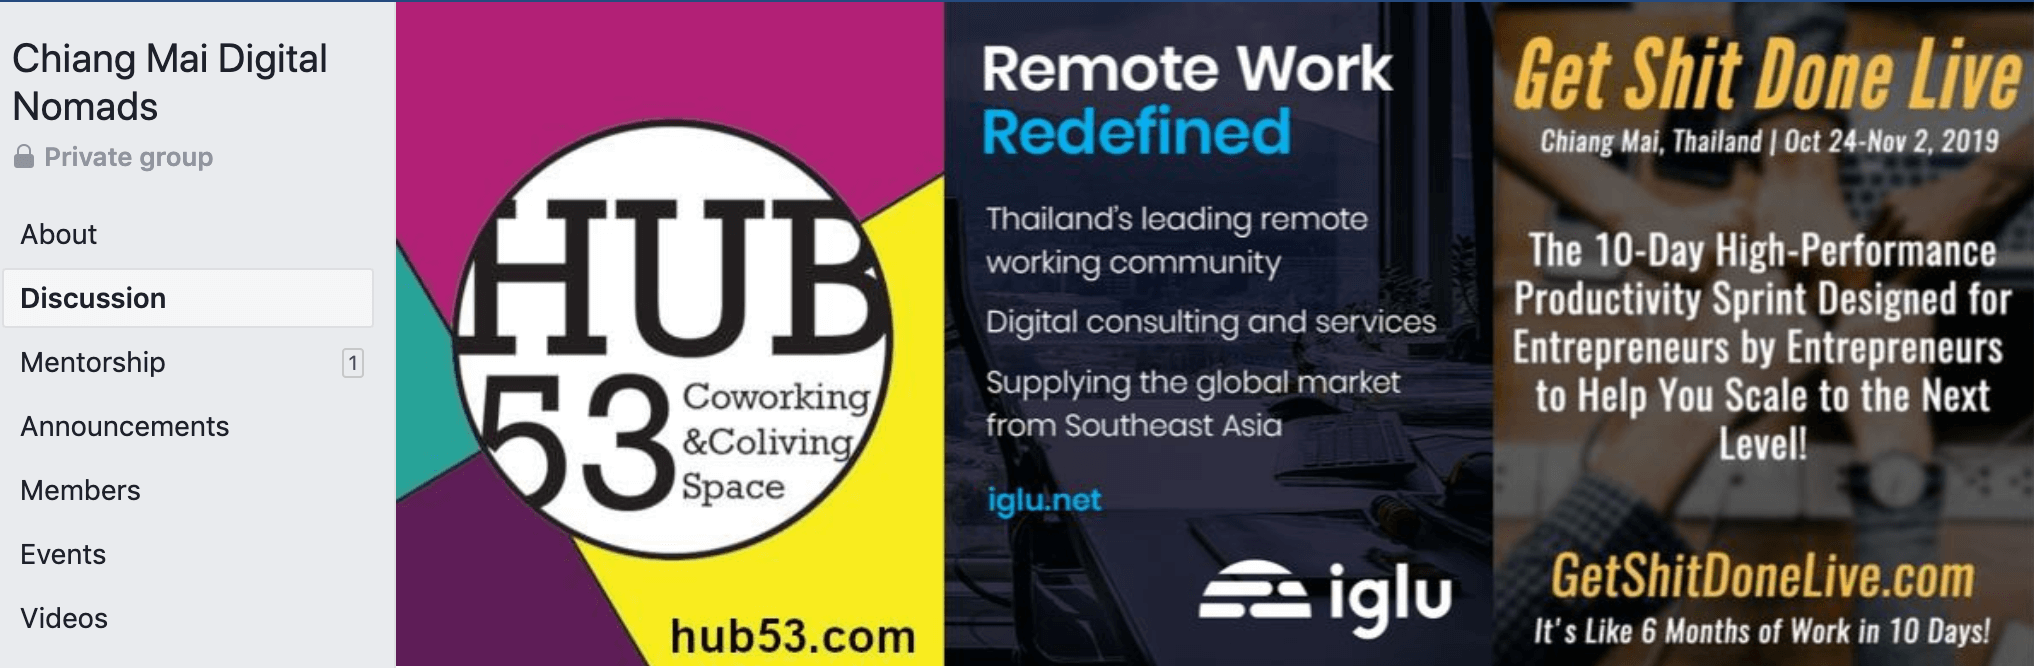 Chiang Mai Digital
Nomads
Private group
About
Discussion
Mentorship 1
Announcements
Members
Events
Videos
HUB
53
Coworking
&Coliving
Space
hub53.com
Remote Work
Redefined
Thailand's leading remote
working community
Digital consulting and services
Supplying the global market
from Southeast Asia
iglu.net
iglu
Get Shit Done Live
Chiang Mai, Thailand | Oct 24-Nov 2, 2019
The 10-Day High-Performance
Productivity Sprint Designed for
Entrepreneurs by Entrepreneurs
to Help You Scale to the Next
Level!
GetShitDoneLive.com
It's Like 6 Months of Work in 10 Days!